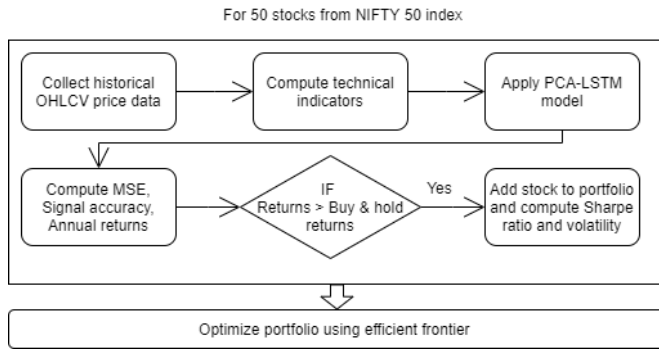 For 50 stocks from NIFTY 50 index
Collect historical
OHLCV price data
Compute technical
indicators
Apply PCA-LSTM
model
Compute MSE,
Signal accuracy,
Annual returns
IF
Returns > Buy & hold
returns
Yes
Add stock to portfolio
and compute Sharpe
ratio and volatility
Optimize portfolio using efficient frontier